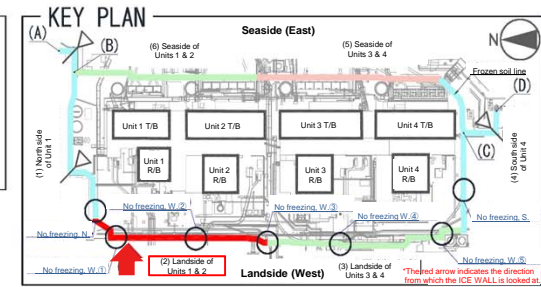 KEY PLAN
Seaside (East)
N
(A)
(B)
(6) Seaside of
Units 1 & 2
(5) Seaside of
Units 3 & 4
Frozen soil line
(D)
Unit 1 T/B
Unit 2 T/B
Unit 3 T/B
Unit 4 T/B
(1) North side
of Unit 1
Unit 1
R/B
Unit 2
R/B
Unit 3
R/B
Unit 4
R/B
(C)
(4) South side
of Unit 4
No freezing, W.②
No freezing, W.③
No freezing, W.④
No freezing, S.
No freezing, N.
No freezing, W.①
(2) Landside of
Units 1 & 2
Landside (West)
(3) Landside of
Units 3 & 4
No freezing, W.⑤
*The red arrow indicates the direction
from which the ICE WALL is looked at.